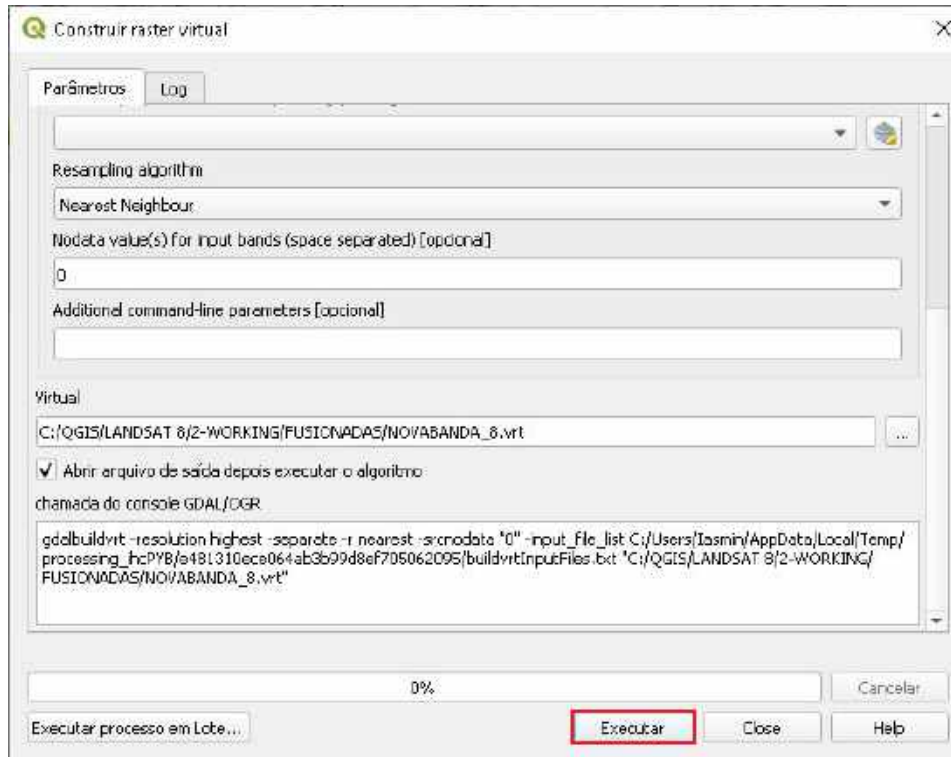 Construir raster virtual
Parâmetros
Log
Resampling algorithm
Nearest Neighbour
Nodata value(s) for input bands (space separated) [opcional]
0
Additional command-line parameters [opcional]
Virtual
C:/QGIS/LANDSAT 8/2-WORKING/FUSIONADAS/NOVABANDA_8.vrt
...
Abrir arquivo de saída depois executar o algoritmo
chamada do console GDAL/OGR
gdalbuildvrt -resolution highest -separate -r nearest -srcnodata "0" -input_file_list C:/Users/Iasmin/AppData/Local/Temp/
processing_ihcPYB/e481310ece064ab3b99d8ef705062095/buildvrtInputFiles.txt "C:/QGIS/LANDSAT 8/2-WORKING/
FUSIONADAS/NOVABANDA_8.vrt"
0%
Cancelar
Executar processo em Lote...
Executar
Close
Help